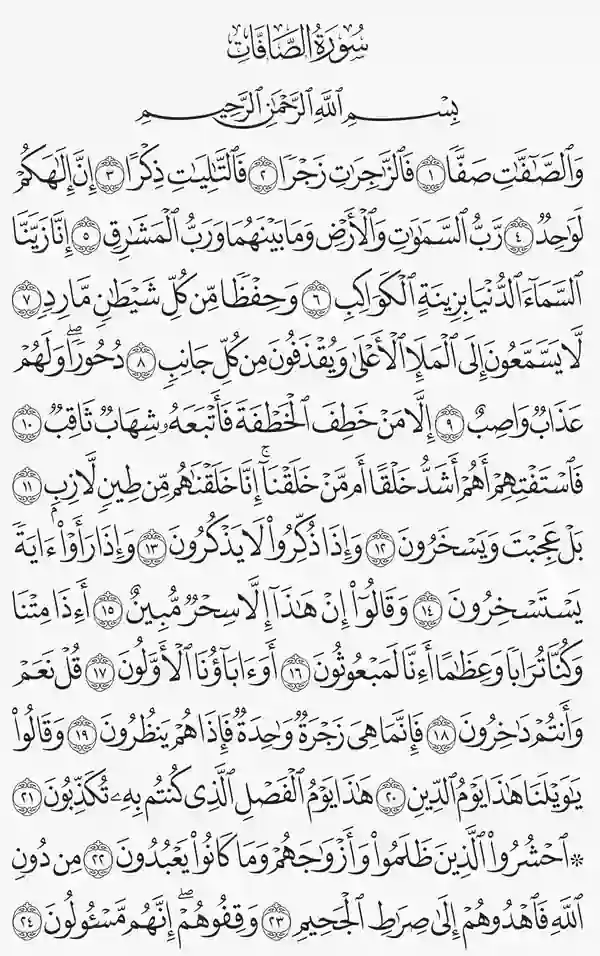 سُورَةُ الصَّافَّاتِ
بِسْمِ ٱللَّهِ ٱلرَّحْمَٰنِ ٱلرَّحِيمِ
وَٱلصَّٰٓفَّٰتِ صَفًّا ١ فَٱلزَّٰجِرَٰتِ زَجْرًا ٢ فَٱلتَّٰلِيَٰتِ ذِكْرًا ٣ إِنَّ إِلَٰهَكُمْ
لَوَٰحِدٌ ٤ رَّبُّ ٱلسَّمَٰوَٰتِ وَٱلْأَرْضِ وَمَا بَيْنَهُمَا وَرَبُّ ٱلْمَشَٰرِقِ ٥ إِنَّا زَيَّنَّا
ٱلسَّمَآءَ ٱلدُّنْيَا بِزِينَةٍ ٱلْكَوَاكِبِ ٦ وَحِفْظًا مِّن كُلِّ شَيْطَٰنٍ مَّارِدٍ ٧
لَّا يَسَّمَّعُونَ إِلَى ٱلْمَلَإِ ٱلْأَعْلَىٰ وَيُقْذَفُونَ مِن كُلِّ جَانِبٍ ٨ دُحُورًاۖ وَلَهُمْ
عَذَابٌ وَاصِبٌ ٩ إِلَّا مَنْ خَطِفَ ٱلْخَطْفَةَ فَأَتْبَعَهُۥ شِهَابٌ ثَاقِبٌ ١٠
فَٱسْتَفْتِهِمْ أَهُمْ أَشَدُّ خَلْقًا أَم مَّنْ خَلَقْنَآۚ إِنَّا خَلَقْنَٰهُم مِّن طِينٍ لَّازِبٍۭ ١١
بَلْ عَجِبْتَ وَيَسْخَرُونَ ١٢ وَإِذَا ذُكِّرُوا۟ لَا يَذْكُرُونَ ١٣ وَإِذَا رَأَوْا۟ ءَايَةً
يَسْتَسْخِرُونَ ١٤ وَقَالُوٓا۟ إِنْ هَٰذَآ إِلَّا سِحْرٌ مُّبِينٌ ١٥ أَءِذَا مِتْنَا
وَكُنَّا تُرَابًا وَعِظَٰمًا أَءِنَّا لَمَبْعُوثُونَ ١٦ أَوَءَابَآؤُنَا ٱلْأَوَّلُونَ ١٧ قُلْ نَعَمْ
وَأَنتُمْ دَٰخِرُونَ ١٨ فَإِنَّمَا هِىَ زَجْرَةٌ وَٰحِدَةٌ فَإِذَا هُمْ يَنظُرُونَ ١٩ وَقَالُوا۟
يَٰوَيْلَنَا هَٰذَا يَوْمُ ٱلدِّينِ ٢٠ هَٰذَا يَوْمُ ٱلْفَصْلِ ٱلَّذِى كُنتُم بِهِۦ تُكَذِّبُونَ ٢١
* ٱحْشُرُوا۟ ٱلَّذِينَ ظَلَمُوا۟ وَأَزْوَٰجَهُمْ وَمَا كَانُوا۟ يَعْبُدُونَ ٢٢ مِن دُونِ
ٱللَّهِ فَٱهْدُوهُمْ إِلَىٰ صِرَٰطِ ٱلْجَحِيمِ ٢٣ وَقِفُوهُمْۖ إِنَّهُم مَّسْـُٔولُونَ ٢٤